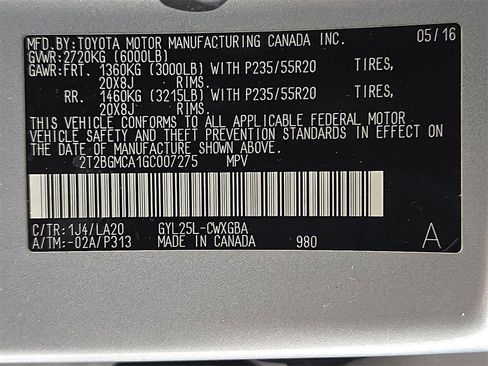 MFD.BY:TOYOTA MOTOR MANUFACTURING CANADA INC. 05/16
GVWR:2720KG (6000LB)
GAWR:FRT. 1360KG (3000LB) WITH P235/55R20 TIRES,
20X8J RIMS.
RR. 1460KG (3215LB) WITH P235/55R20 TIRES,
20X8J RIMS.
THIS VEHICLE CONFORMS TO ALL APPLICABLE FEDERAL MOTOR
VEHICLE SAFETY AND THEFT PREVENTION STANDARDS IN EFFECT ON
THE DATE OF MANUFACTURE SHOWN ABOVE.
2T2BGMCA1GC007275 MPV
C/TR:1J4/LA20 GYL25L-CWXGBA
A/TM:-02A/P313 MADE IN CANADA 980 A